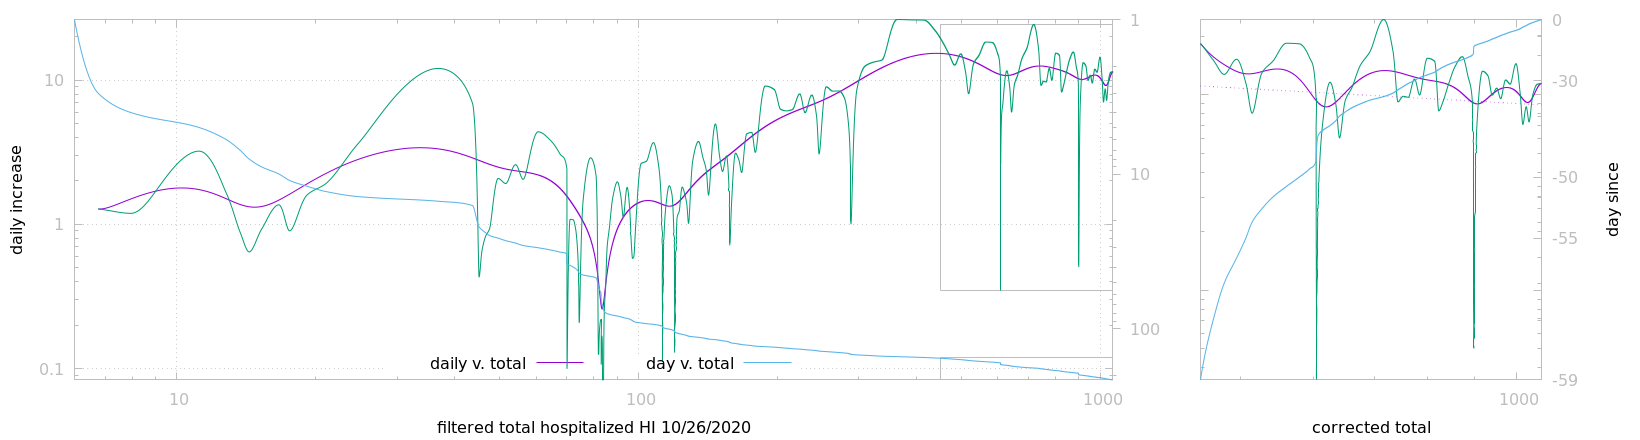 daily increase
10
1
0.1
10
100
1000
filtered total hospitalized HI 10/26/2020
daily v. total
day v. total
1
10
100
0
-30
-50
-55
-59
day since
1000
corrected total